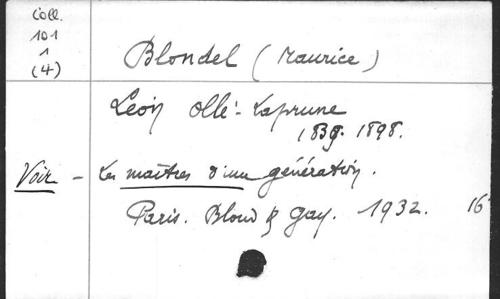 Coll.
101
1
(4)
Blondel (Maurice)
Léon Ollé-Laprune
1839-1898.
Voir - Les maîtres d'une génération.
Paris. Bloud & Gay. 1932. 16°